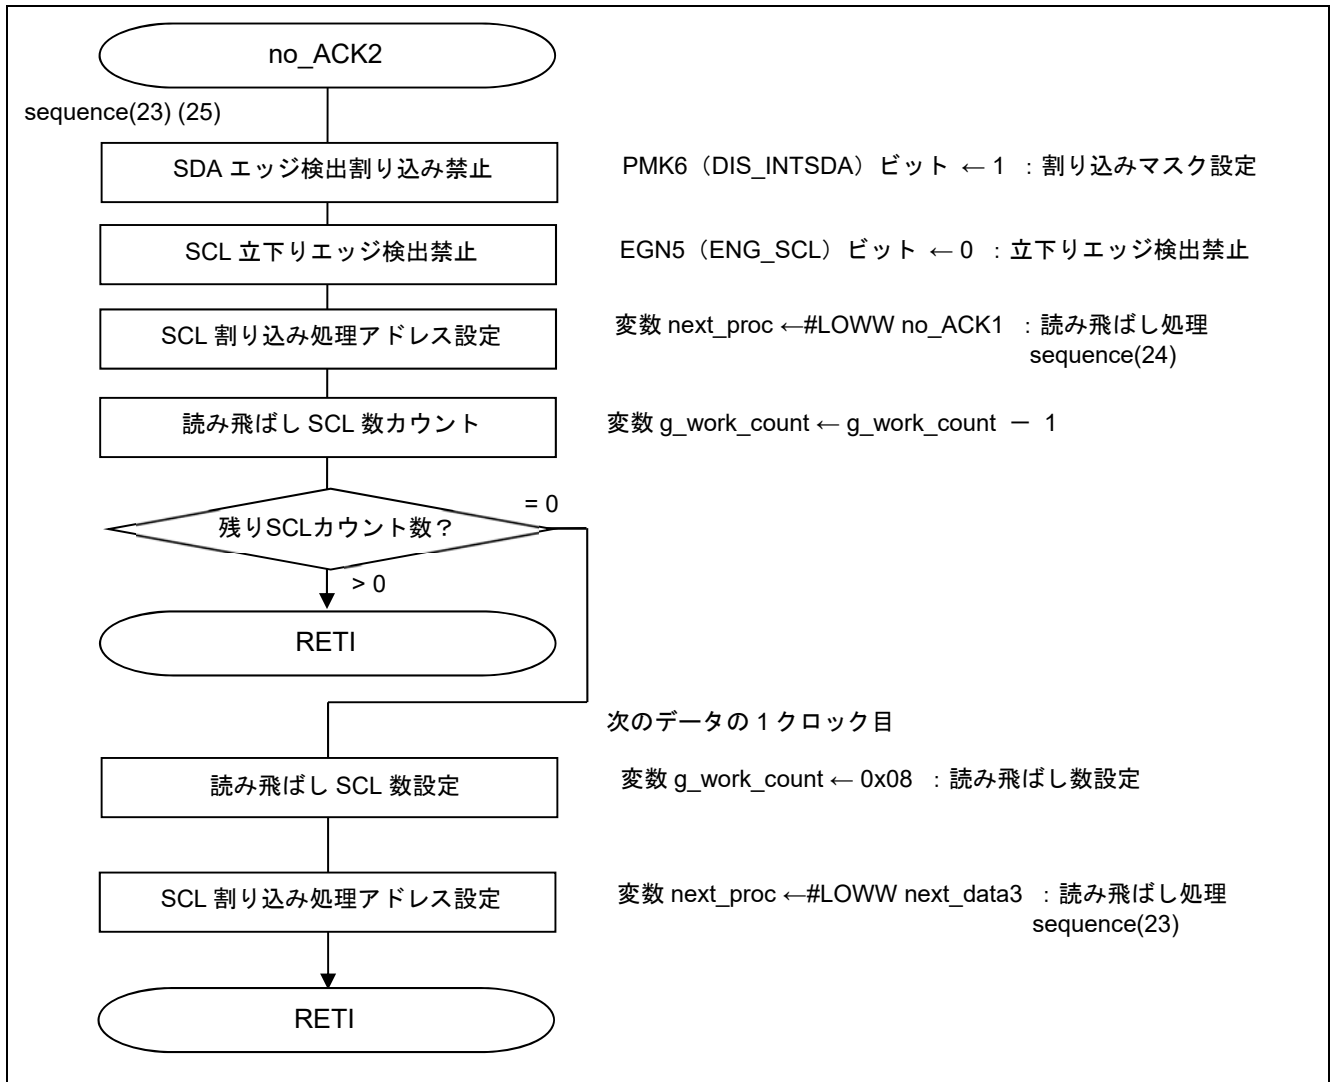 no_ACK2
sequence(23) (25)
SDA エッジ検出割り込み禁止
PMK6（DIS_INTSDA）ビット ← 1 ：割り込みマスク設定
SCL 立下りエッジ検出禁止
EGN5（ENG_SCL）ビット ← 0 ：立下りエッジ検出禁止
SCL 割り込み処理アドレス設定
変数 next_proc ←#LOWW no_ACK1 ：読み飛ばし処理
sequence(24)
読み飛ばし SCL 数カウント
変数 g_work_count ← g_work_count － 1
= 0
残りSCLカウント数？
> 0
RETI
次のデータの 1 クロック目
読み飛ばし SCL 数設定
変数 g_work_count ← 0x08 ：読み飛ばし数設定
SCL 割り込み処理アドレス設定
変数 next_proc ←#LOWW next_data3 ：読み飛ばし処理
sequence(23)
RETI